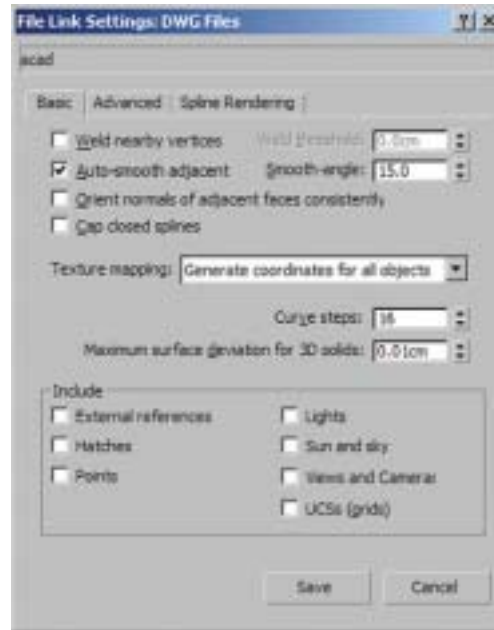 File Link Settings: DWG Files
acad
Basic Advanced Spline Rendering
Weld nearby vertices Weld threshold: 0.0cm
Auto-smooth adjacent Smooth-angle: 15.0
Orient normals of adjacent faces consistently
Cap closed splines
Texture mapping: Generate coordinates for all objects
Curve steps: 16
Maximum surface deviation for 3D solids: 0.01cm
Include
External references Lights
Hatches Sun and sky
Points Views and Cameras
UCSs (grids)
Save Cancel